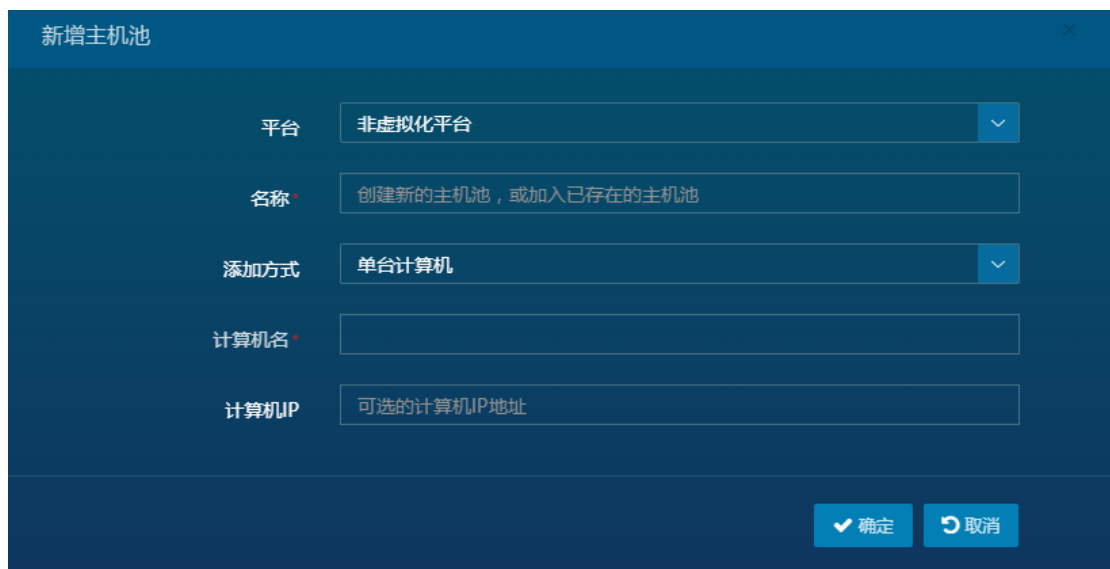 新增主机池
平台 非虚拟化平台
名称* 创建新的主机池，或加入已存在的主机池
添加方式 单台计算机
计算机名*
计算机IP 可选的计算机IP地址
确定 取消